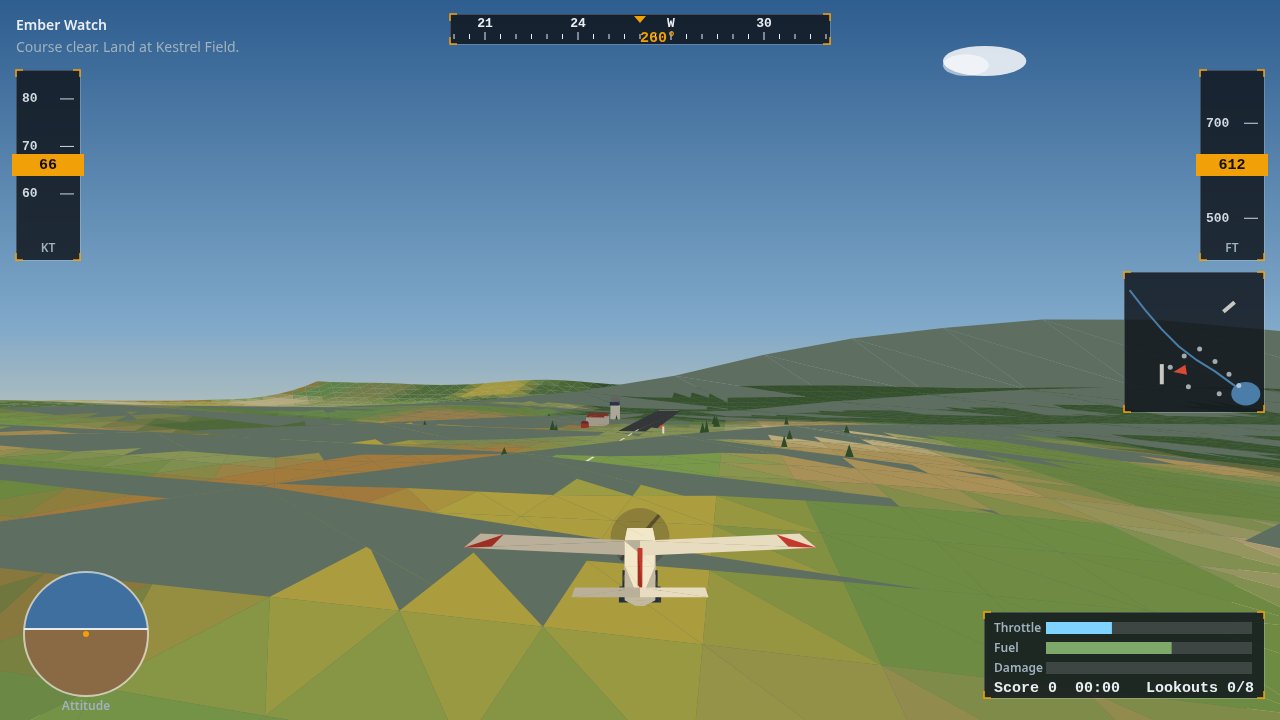 Ember Watch
Course clear. Land at Kestrel Field.
21 24 W 30
260°
80
70
66
60
KT
700
612
500
FT
Attitude
Throttle
Fuel
Damage
Score 0 00:00 Lookouts 0/8